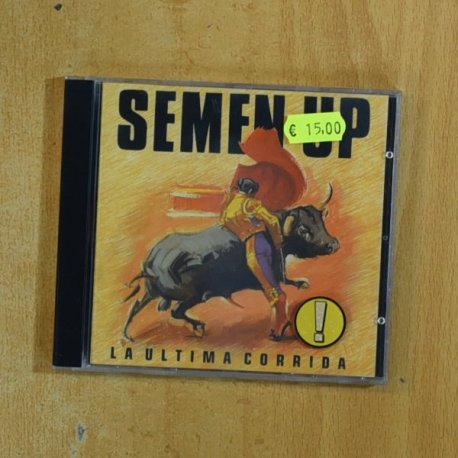 SEMEN UP
€ 15,00
!
LA ULTIMA CORRIDA